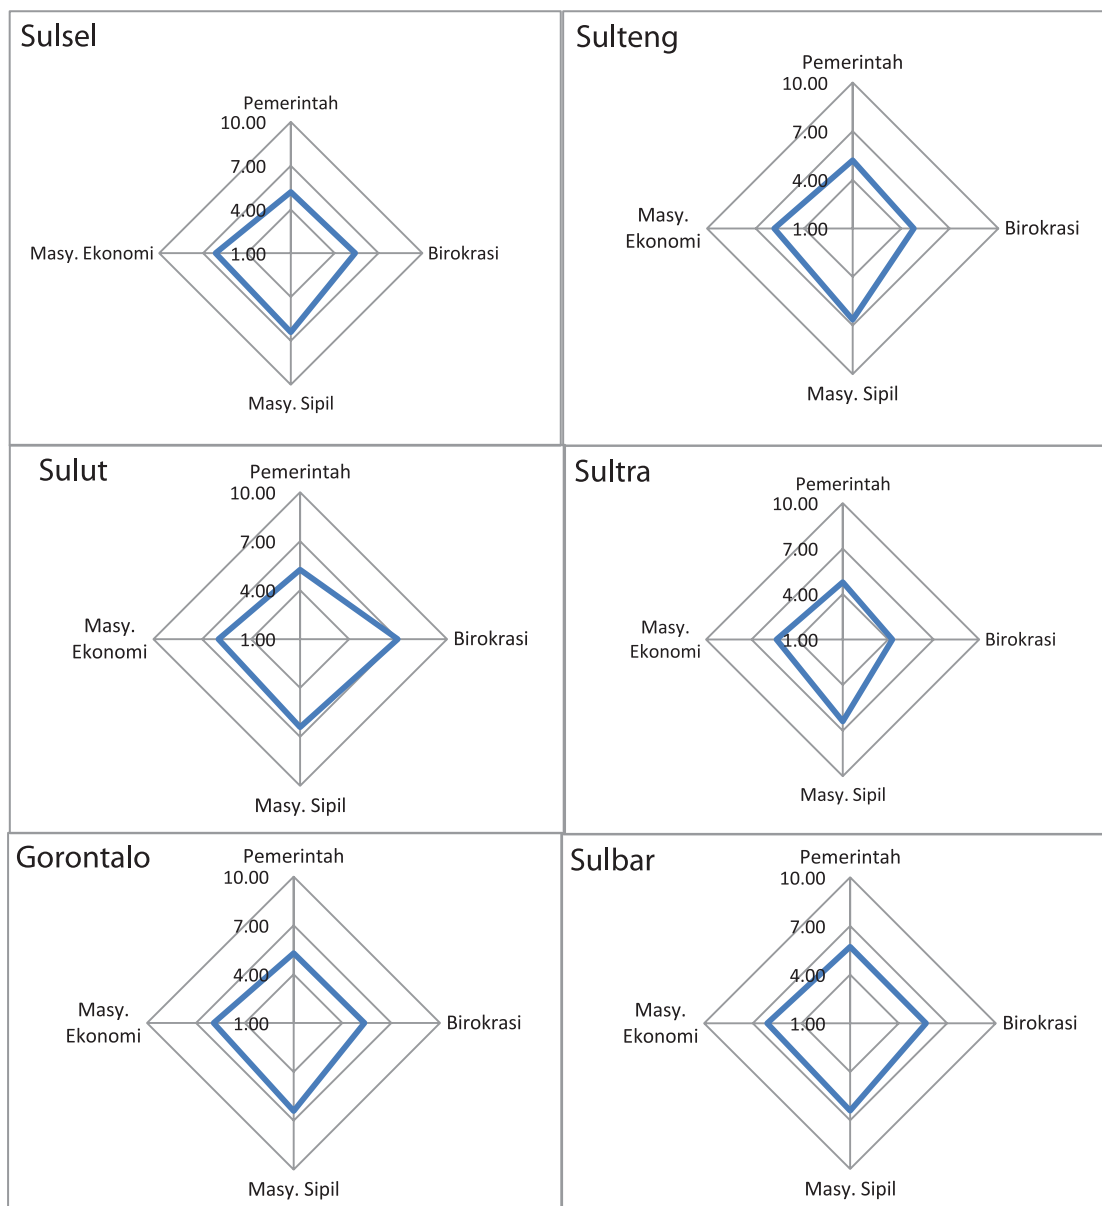 Sulsel
Pemerintah
10.00
7.00
4.00
1.00
Masy. Ekonomi
Birokrasi
Masy. Sipil
Sulteng
Pemerintah
10.00
7.00
4.00
1.00
Masy.
Ekonomi
Birokrasi
Masy. Sipil
Sulut
Pemerintah
10.00
7.00
4.00
1.00
Masy.
Ekonomi
Birokrasi
Masy. Sipil
Sultra
Pemerintah
10.00
7.00
4.00
1.00
Masy.
Ekonomi
Birokrasi
Masy. Sipil
Gorontalo
Pemerintah
10.00
7.00
4.00
1.00
Masy.
Ekonomi
Birokrasi
Masy. Sipil
Sulbar
Pemerintah
10.00
7.00
4.00
1.00
Masy.
Ekonomi
Birokrasi
Masy. Sipil